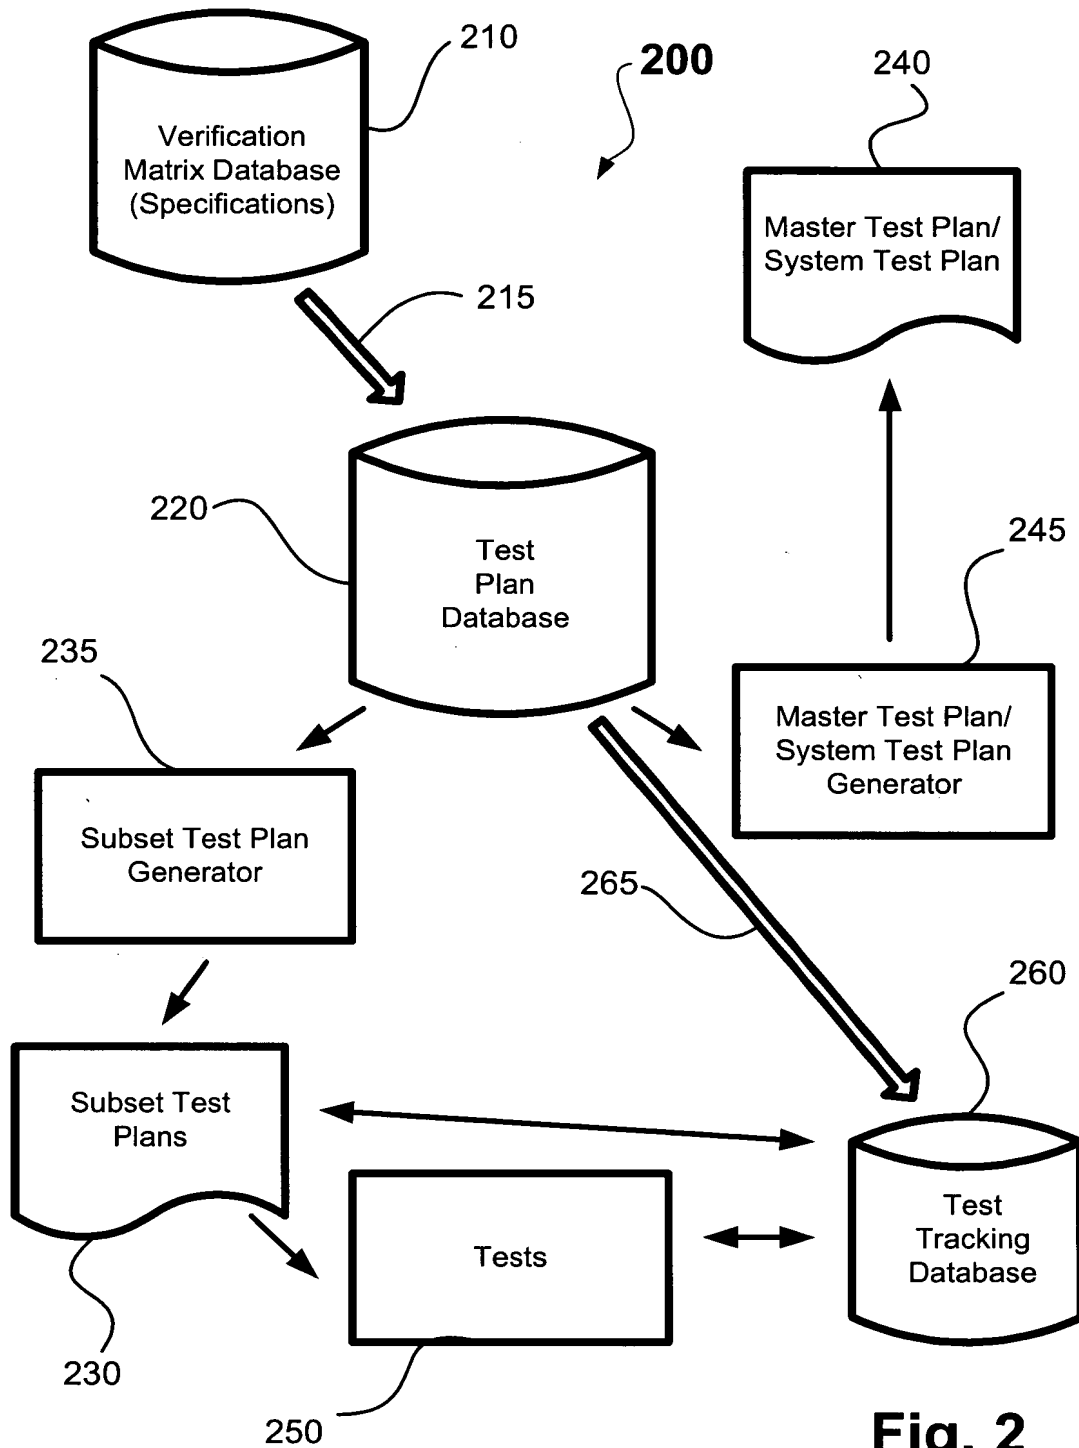 210
200
240
Verification
Matrix Database
(Specifications)
Master Test Plan/
System Test Plan
215
220
Test
Plan
Database
245
235
Master Test Plan/
System Test Plan
Generator
Subset Test Plan
Generator
265
260
Subset Test
Plans
Test
Tracking
Database
Tests
230
250
Fig. 2